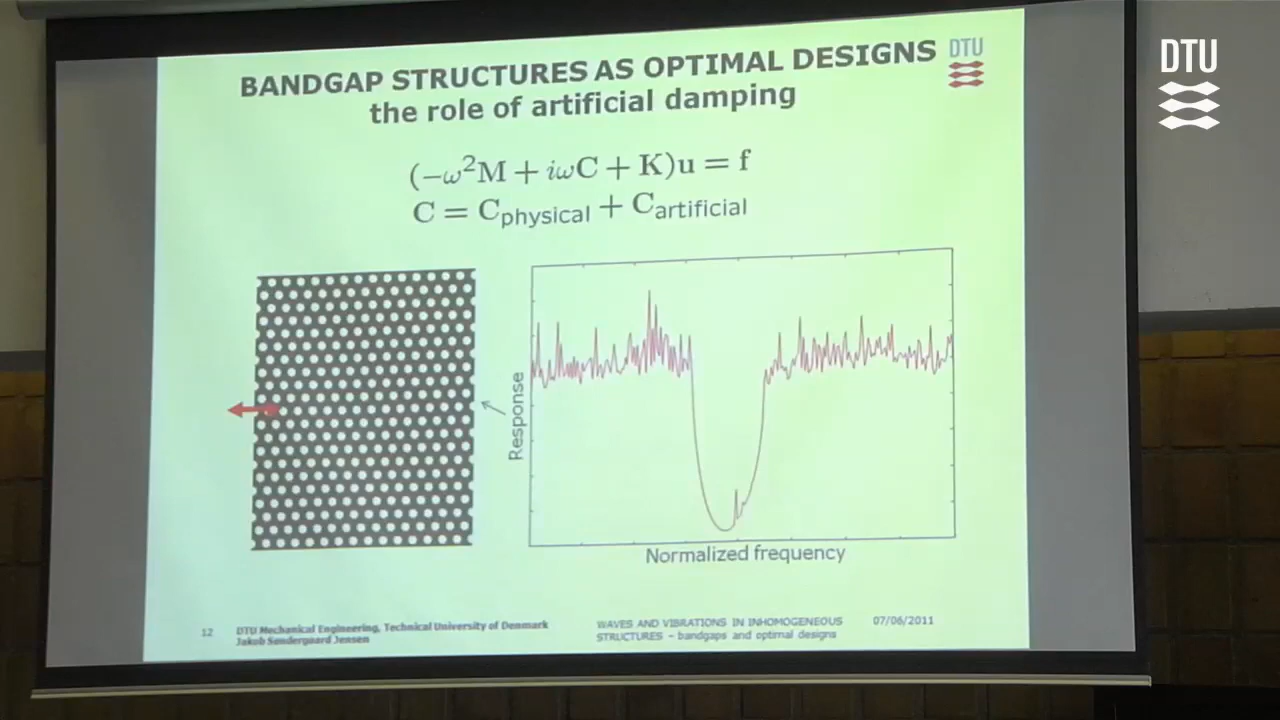 BANDGAP STRUCTURES AS OPTIMAL DESIGNS
the role of artificial damping
DTU
DTU
(−ω²M + iωC + K)u = f
C = Cphysical + Cartificial
Response
Normalized frequency
12
DTU Mechanical Engineering, Technical University of Denmark
Jakob Søndergaard Jensen
WAVES AND VIBRATIONS IN INHOMOGENEOUS
STRUCTURES – bandgaps and optimal designs
07/06/2011